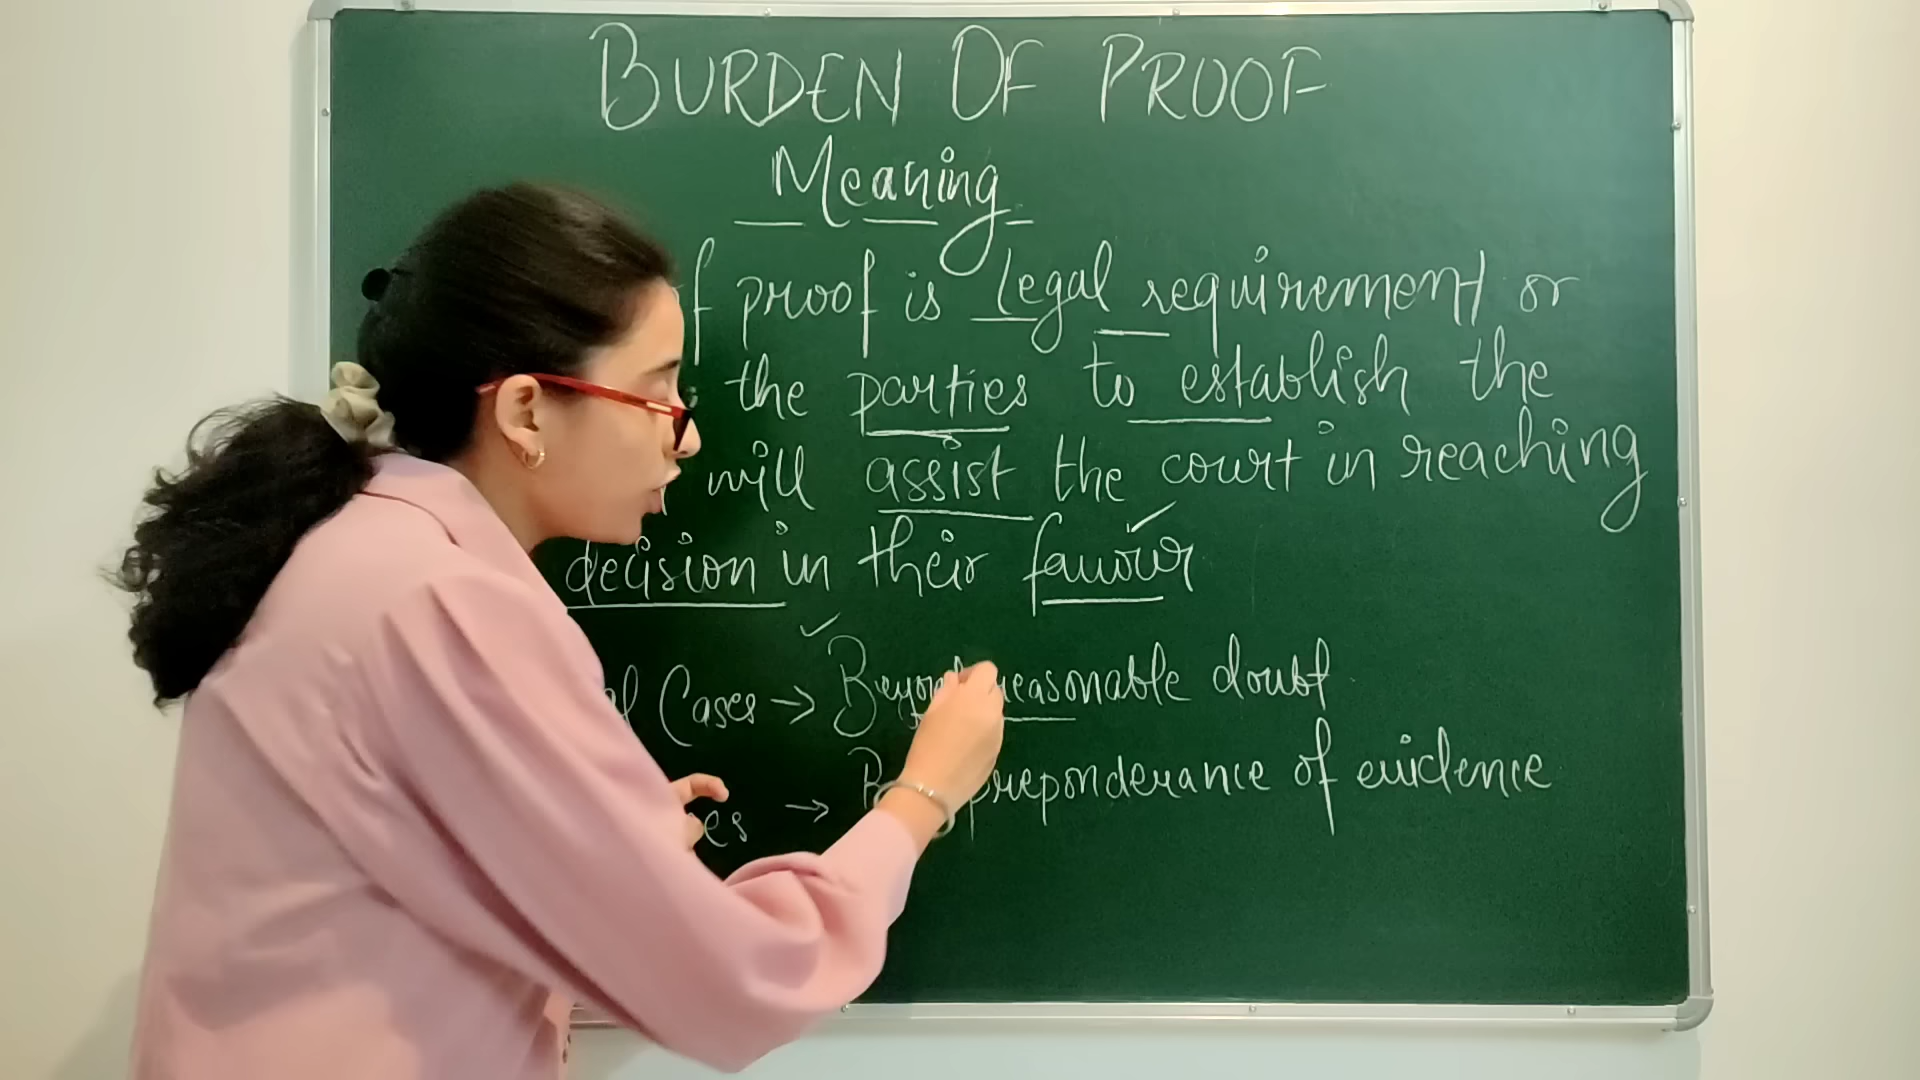 BURDEN OF PROOF
Meaning
proof is Legal requirement or
the parties to establish the
will assist the court in reaching
decision in their favour
Cases → Beyond reasonable doubt
→ preponderance of evidence